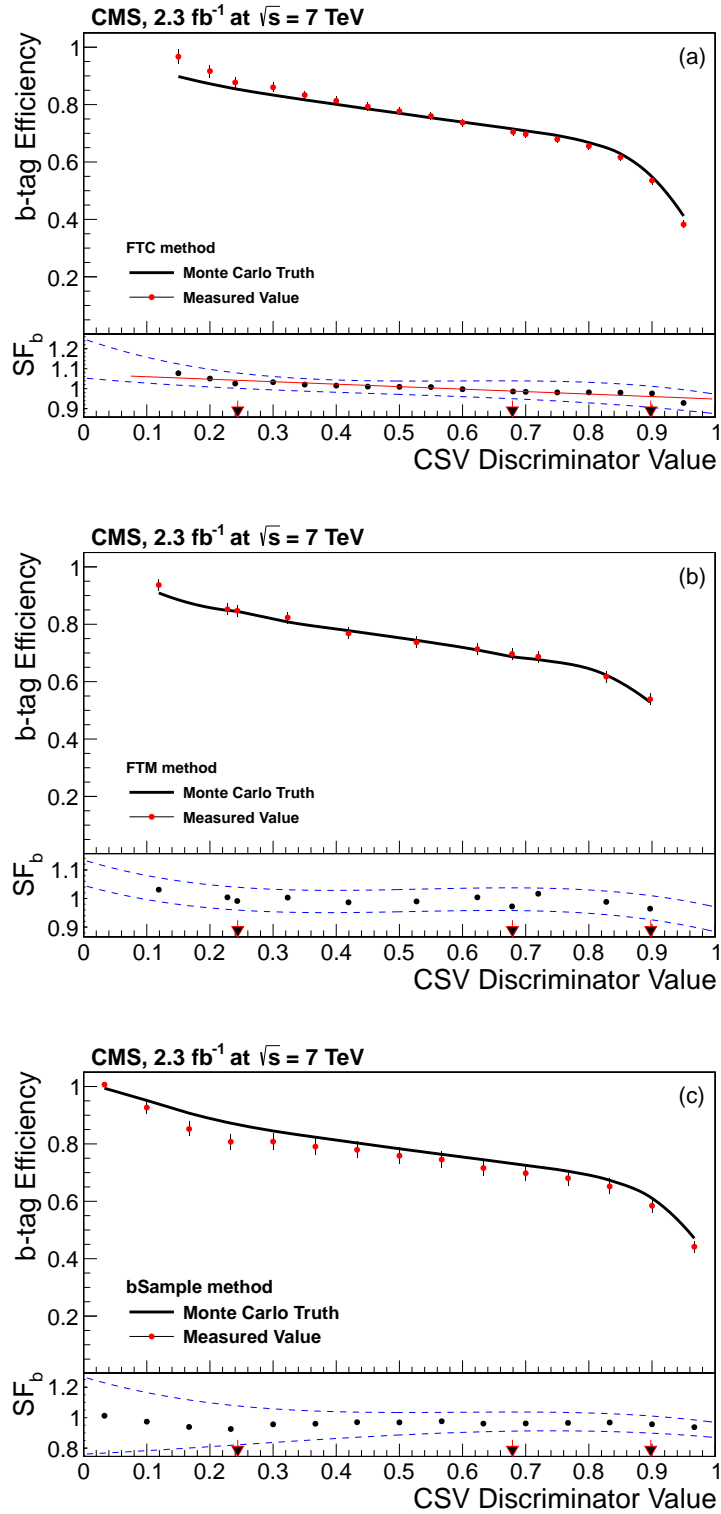 CMS, 2.3 fb⁻¹ at √s = 7 TeV
(a)
b-tag Efficiency
1
0.8
0.6
0.4
0.2
FTC method
Monte Carlo Truth
Measured Value
SF_b
1.2
1.1
1
0.9
0 0.1 0.2 0.3 0.4 0.5 0.6 0.7 0.8 0.9 1
CSV Discriminator Value
CMS, 2.3 fb⁻¹ at √s = 7 TeV
(b)
b-tag Efficiency
1
0.8
0.6
0.4
0.2
FTM method
Monte Carlo Truth
Measured Value
SF_b
1.1
1
0.9
0 0.1 0.2 0.3 0.4 0.5 0.6 0.7 0.8 0.9 1
CSV Discriminator Value
CMS, 2.3 fb⁻¹ at √s = 7 TeV
(c)
b-tag Efficiency
1
0.8
0.6
0.4
0.2
bSample method
Monte Carlo Truth
Measured Value
SF_b
1.2
1
0.8
0 0.1 0.2 0.3 0.4 0.5 0.6 0.7 0.8 0.9 1
CSV Discriminator Value